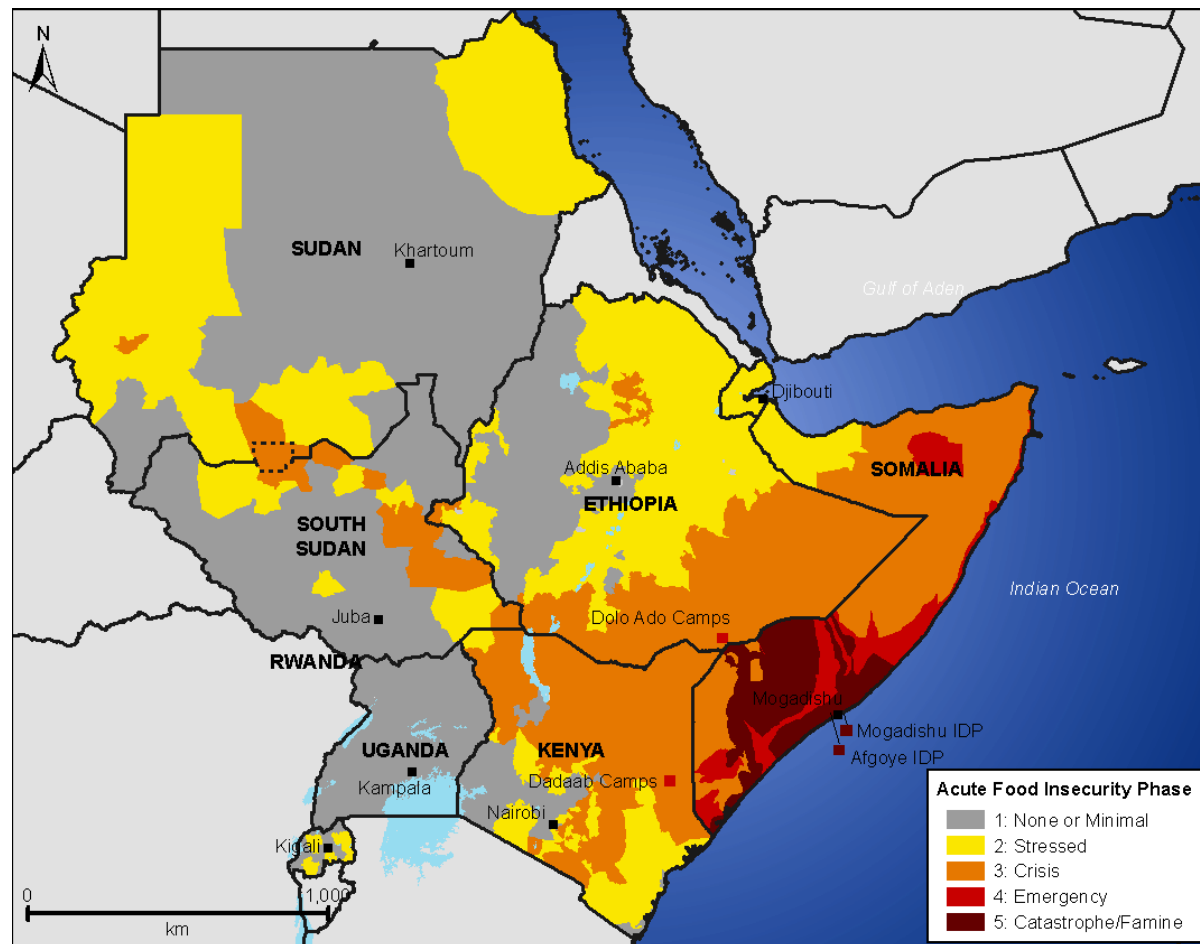 N
SUDAN
Khartoum
Gulf of Aden
Djibouti
Addis Ababa
ETHIOPIA
SOMALIA
SOUTH
SUDAN
Indian Ocean
Juba
Dolo Ado Camps
RWANDA
Mogadishu
Mogadishu IDP
Afgoye IDP
UGANDA
KENYA
Kampala
Dadaab Camps
Nairobi
Kigali
0
1,000
km
Acute Food Insecurity Phase
1: None or Minimal
2: Stressed
3: Crisis
4: Emergency
5: Catastrophe/Famine